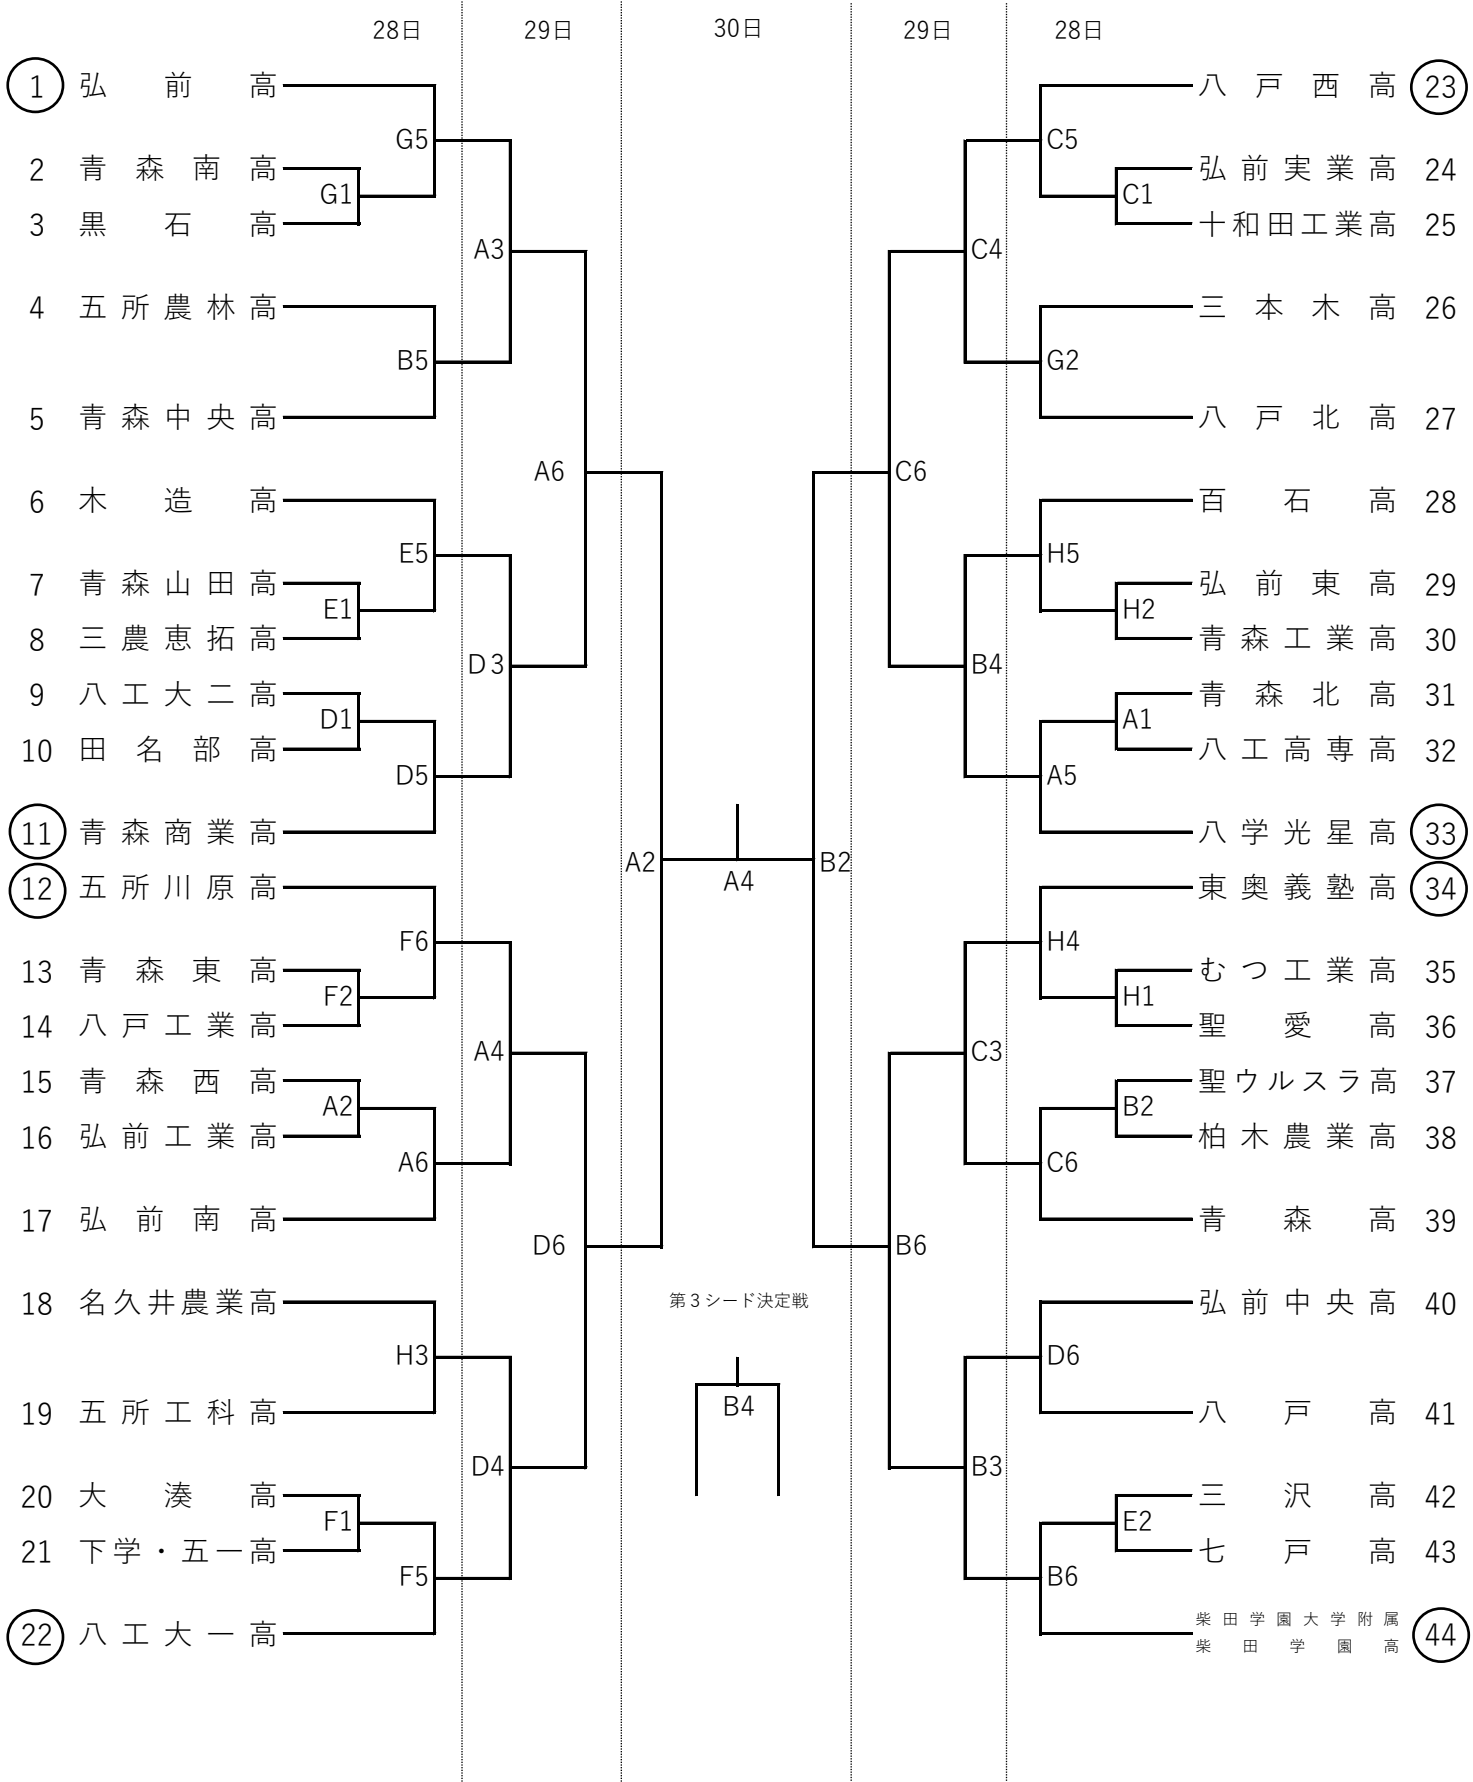 28日 29日 30日 29日 28日
1 弘前高
G5
2 青森南高
G1
3 黒石高
A3
4 五所農林高
B5
5 青森中央高
A6
6 木造高
E5
7 青森山田高
E1
8 三農恵拓高
D3
9 八工大二高
D1
10 田名部高
D5
11 青森商業高
A2
12 五所川原高
F6
13 青森東高
F2
14 八戸工業高
A4
15 青森西高
A2
16 弘前工業高
A6
17 弘前南高
D6
18 名久井農業高
H3
19 五所工科高
D4
20 大湊高
F1
21 下学・五一高
F5
22 八工大一高
A4
第3シード決定戦
B4
八戸西高 23
C5
弘前実業高 24
C1
十和田工業高 25
C4
三本木高 26
G2
八戸北高 27
C6
百石高 28
H5
弘前東高 29
H2
青森工業高 30
B4
青森北高 31
A1
八工高専高 32
A5
八学光星高 33
B2
東奥義塾高 34
H4
むつ工業高 35
H1
聖愛高 36
C3
聖ウルスラ高 37
B2
柏木農業高 38
C6
青森高 39
B6
弘前中央高 40
D6
八戸高 41
B3
三沢高 42
E2
七戸高 43
B6
柴田学園大学附属
柴田学園高 44